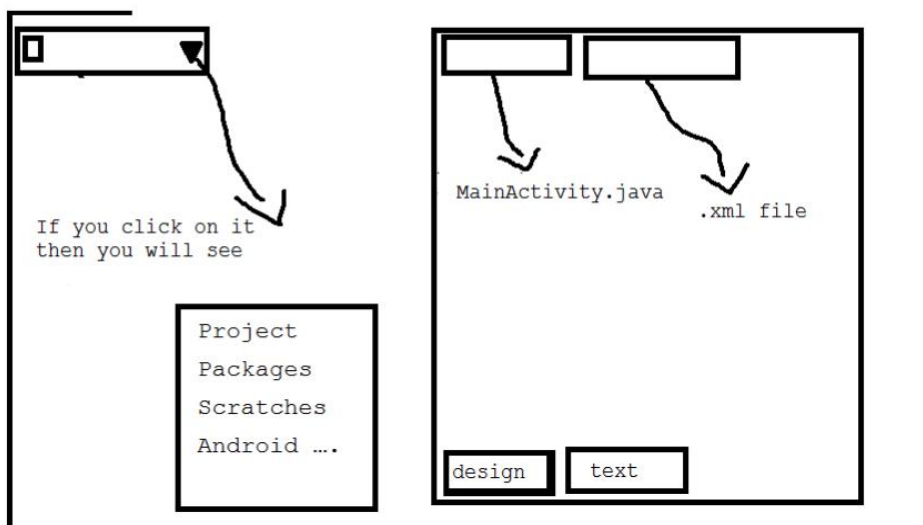 MainActivity.java
.xml file
If you click on it
then you will see
Project
Packages
Scratches
Android ….
design
text